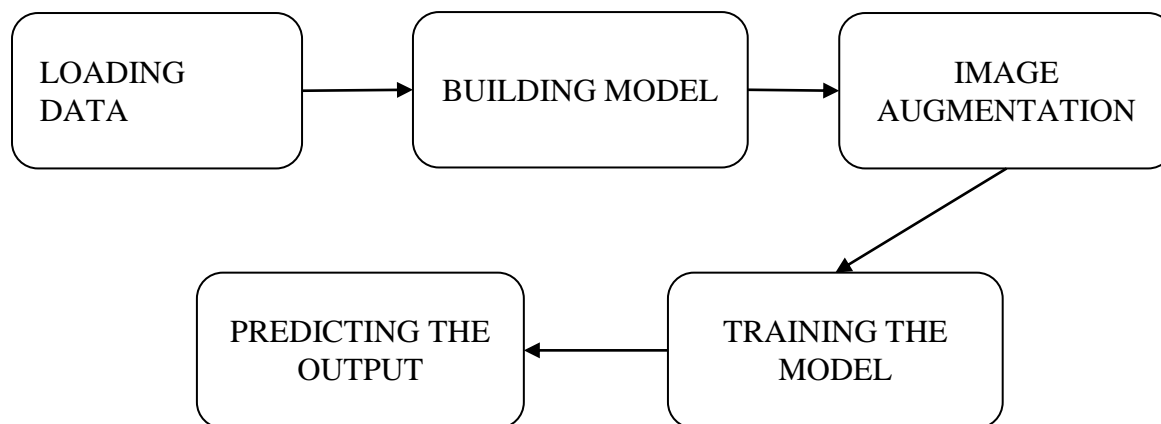 LOADING
DATA
BUILDING MODEL
IMAGE
AUGMENTATION
TRAINING THE
MODEL
PREDICTING THE
OUTPUT